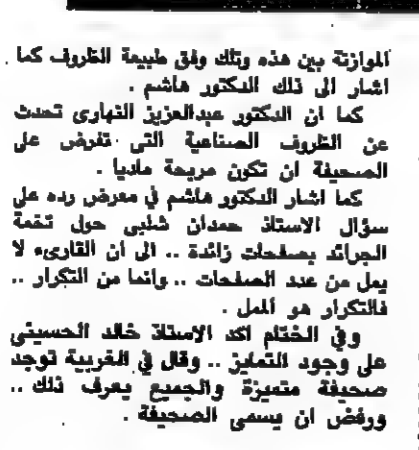 الموازنة بين هذه وتلك وفق طبيعة الظروف كما
اشار الى ذلك الدكتور هاشم .
كما ان الدكتور عبدالعزيز النهارى تحدث
عن الظروف الصناعية التى تفرض على
الصحيفة ان تكون مربحة ماديا .
كما اشار الدكتور هاشم في معرض رده على
سؤال الاستاذ حمدان شلبي حول تخمة
الجرائد بصفحات زائدة .. الى ان القارىء لا
يمل من عدد الصفحات .. وانما من التكرار ..
فالتكرار هو الممل .
وفي الختام اكد الاستاذ خالد الحسيني
على وجود التمايز .. وقال في الغربية توجد
صحيفة متميزة والجميع يعرف ذلك ..
ورفض ان يسمى الصحيفة .